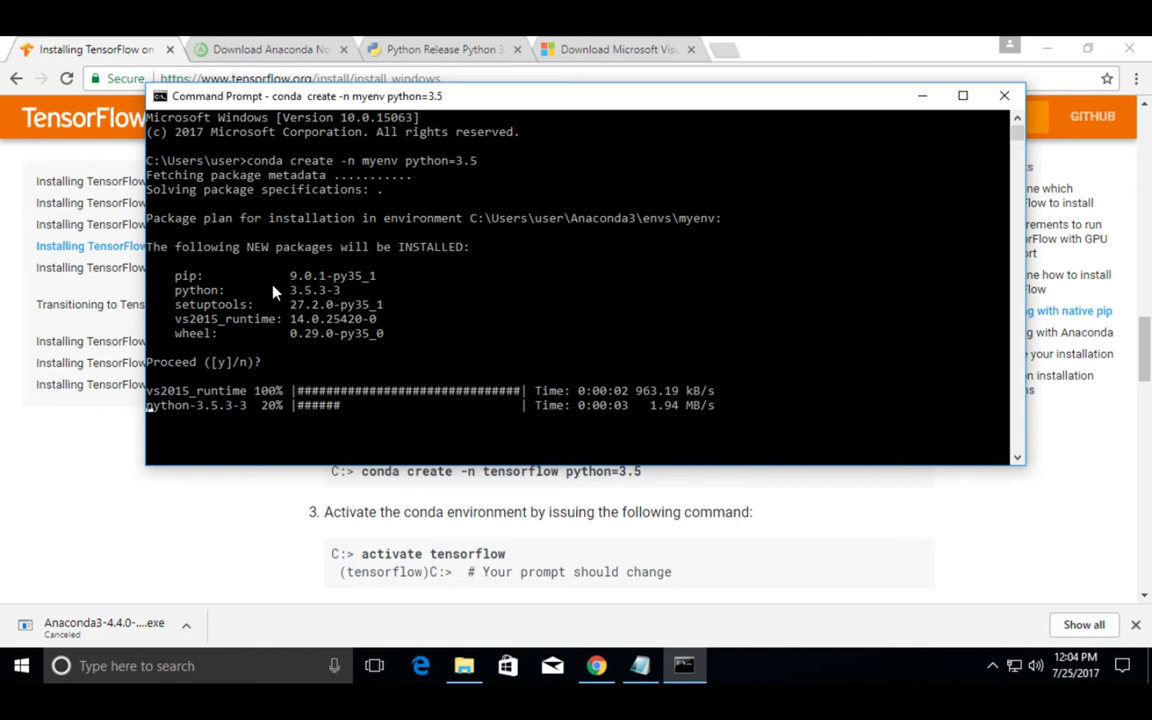 Installing TensorFlow on
Download Anaconda No
Python Release Python 3
Download Microsoft Vis
Secure
https://www.tensorflow.org/install/install_windows
Command Prompt - conda  create -n myenv python=3.5
TensorFlow
GITHUB
Microsoft Windows [Version 10.0.15063]
(c) 2017 Microsoft Corporation. All rights reserved.
C:\Users\user>conda create -n myenv python=3.5
Fetching package metadata ...........
Solving package specifications: .
Package plan for installation in environment C:\Users\user\Anaconda3\envs\myenv:
The following NEW packages will be INSTALLED:
pip: 9.0.1-py35_1
python: 3.5.3-3
setuptools: 27.2.0-py35_1
vs2015_runtime: 14.0.25420-0
wheel: 0.29.0-py35_0
Proceed ([y]/n)?
vs2015_runtime 100% |###############################| Time: 0:00:02 963.19 kB/s
python-3.5.3-3  20% |###### | Time: 0:00:03 1.94 MB/s
Installing TensorFlow
Installing TensorFlow
Installing TensorFlow
Installing TensorFlow
Installing TensorFlow
Transitioning to Tens
Installing TensorFlow
Installing TensorFlow
Installing TensorFlow
ks
ne which
Flow to install
rements to run
rFlow with GPU
ort
ne how to install
Flow
ng with native pip
ng with Anaconda
e your installation
on installation
ns
C:> conda create -n tensorflow python=3.5
3. Activate the conda environment by issuing the following command:
C:> activate tensorflow
(tensorflow)C:>  # Your prompt should change
Anaconda3-4.4.0-....exe
Canceled
Show all
Type here to search
12:04 PM
7/25/2017